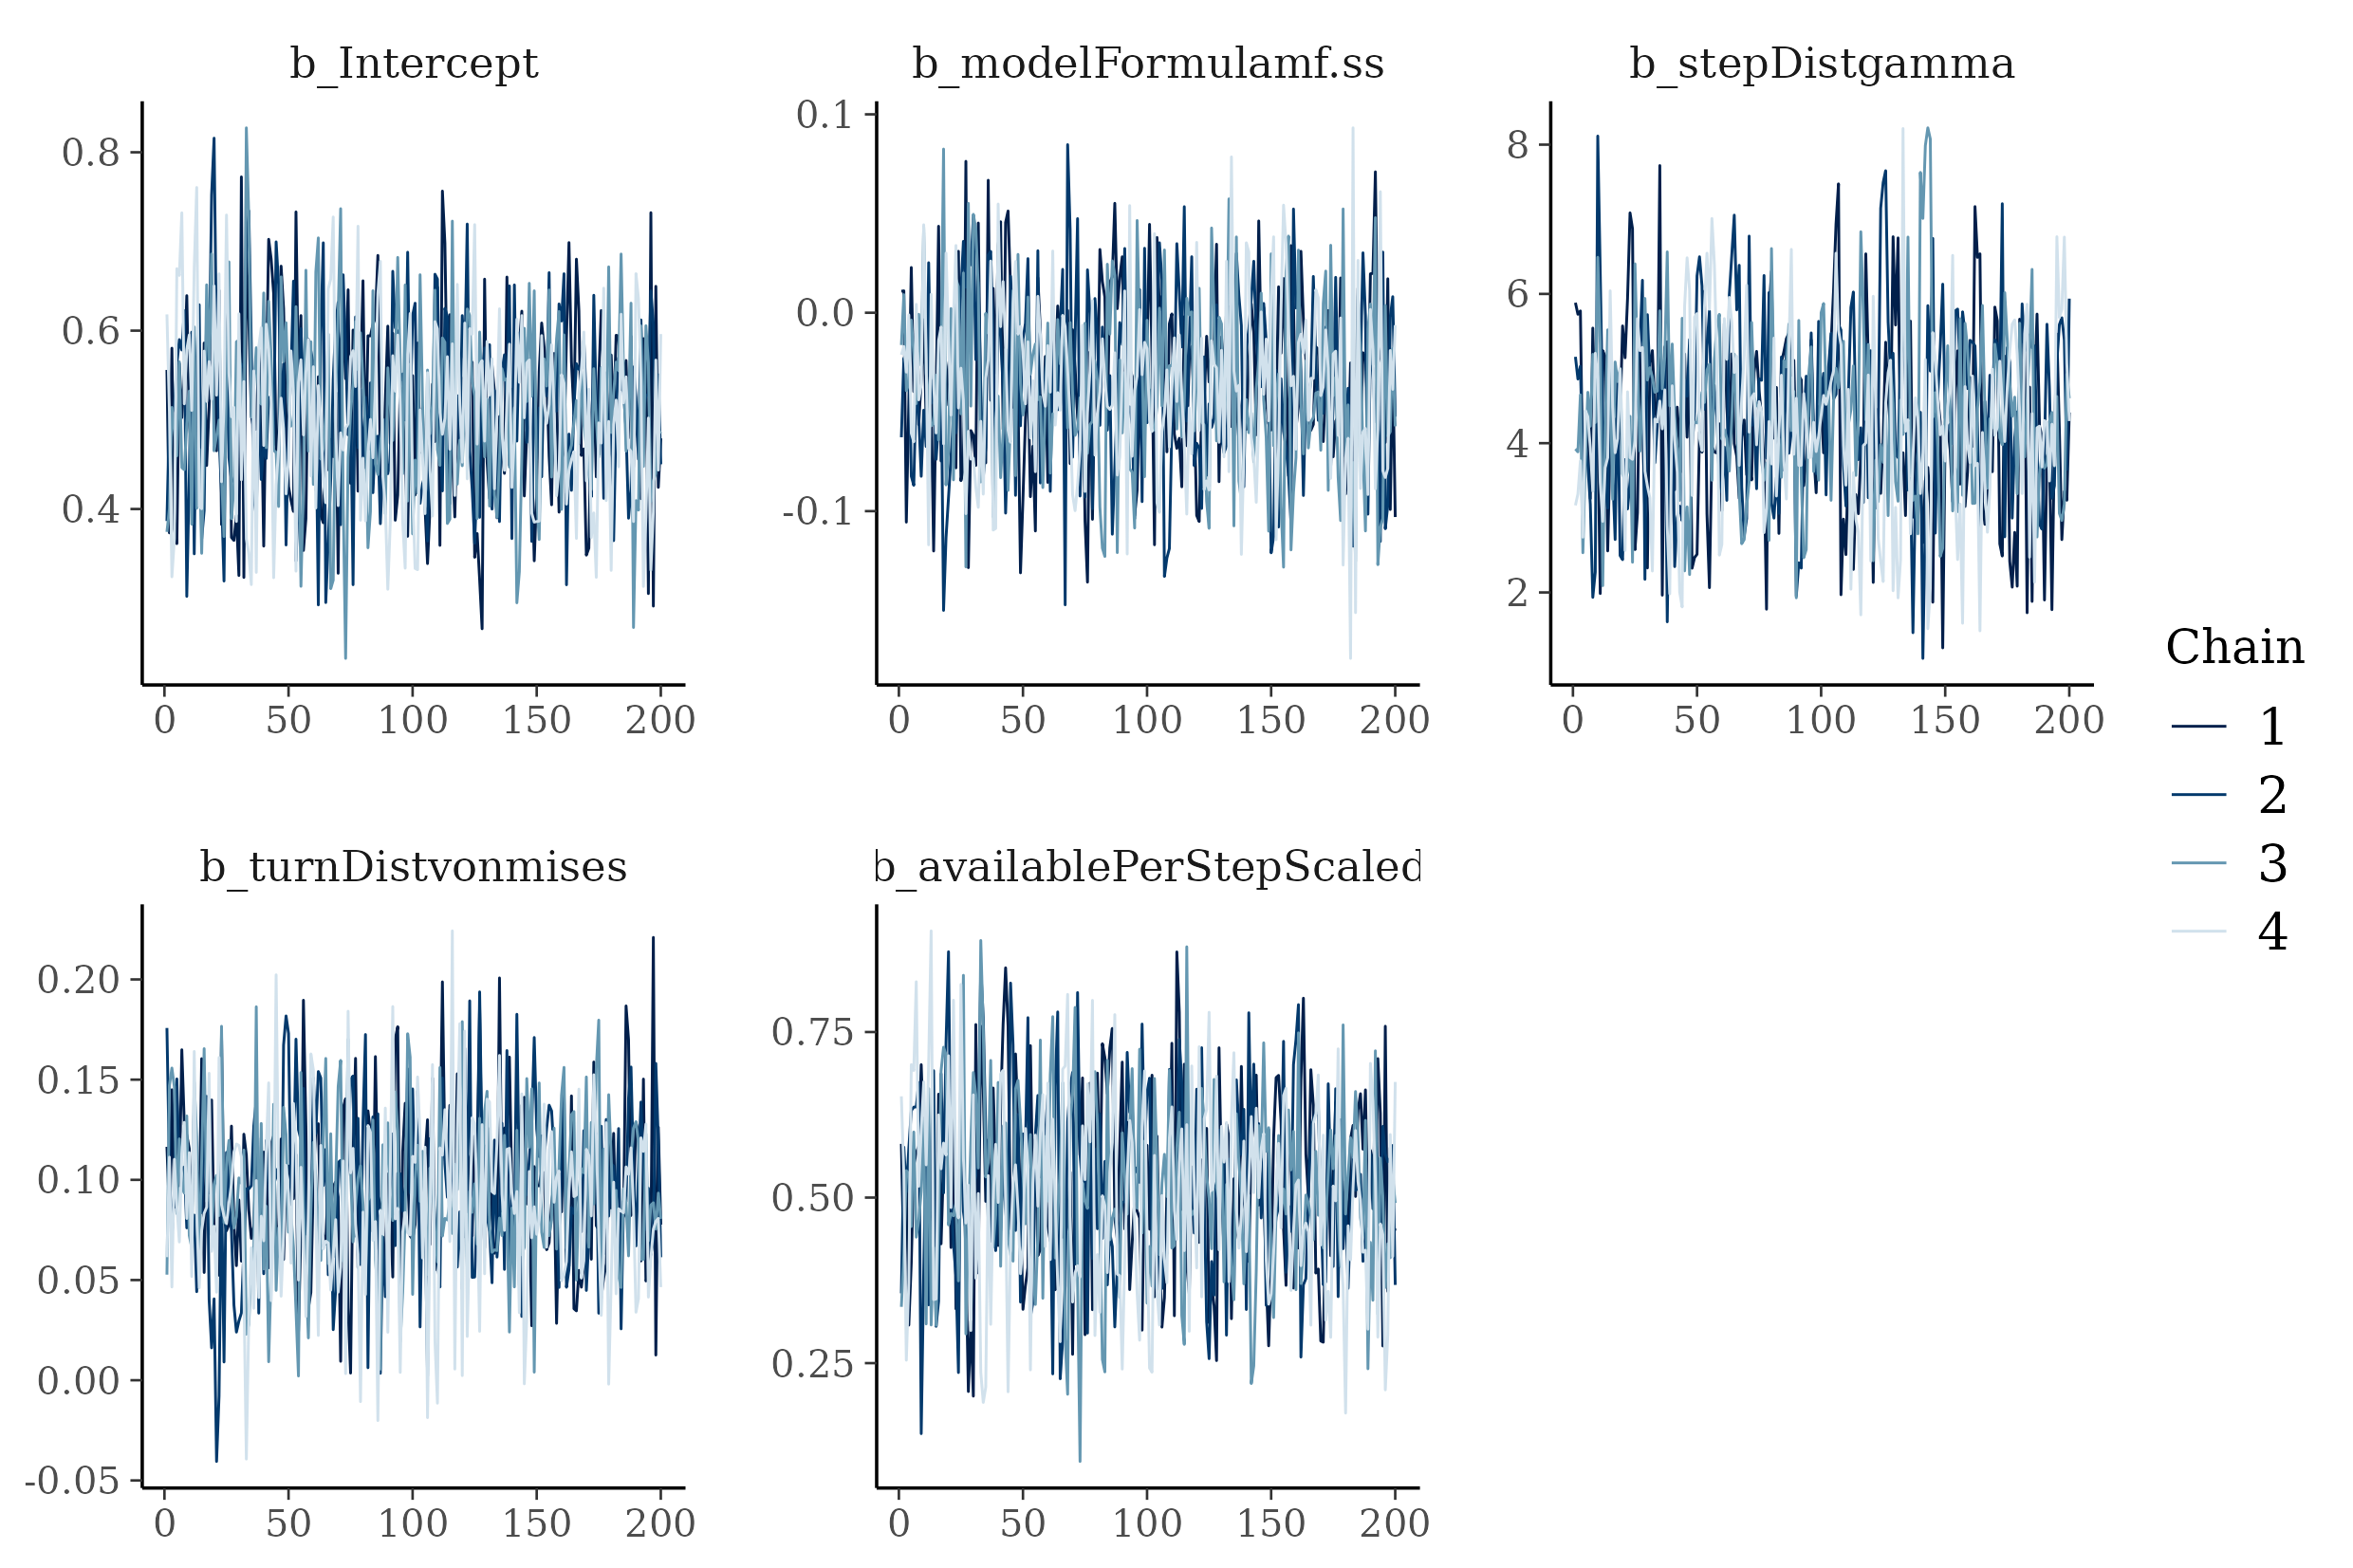 b_Intercept
b_modelFormulamf.ss
b_stepDistgamma
0.8
0.6
0.4
0 50 100 150 200
0.1
0.0
-0.1
0 50 100 150 200
8
6
4
2
0 50 100 150 200
Chain
1
2
3
4
b_turnDistvonmises
b_availablePerStepScaled
0.20
0.15
0.10
0.05
0.00
-0.05
0 50 100 150 200
0.75
0.50
0.25
0 50 100 150 200